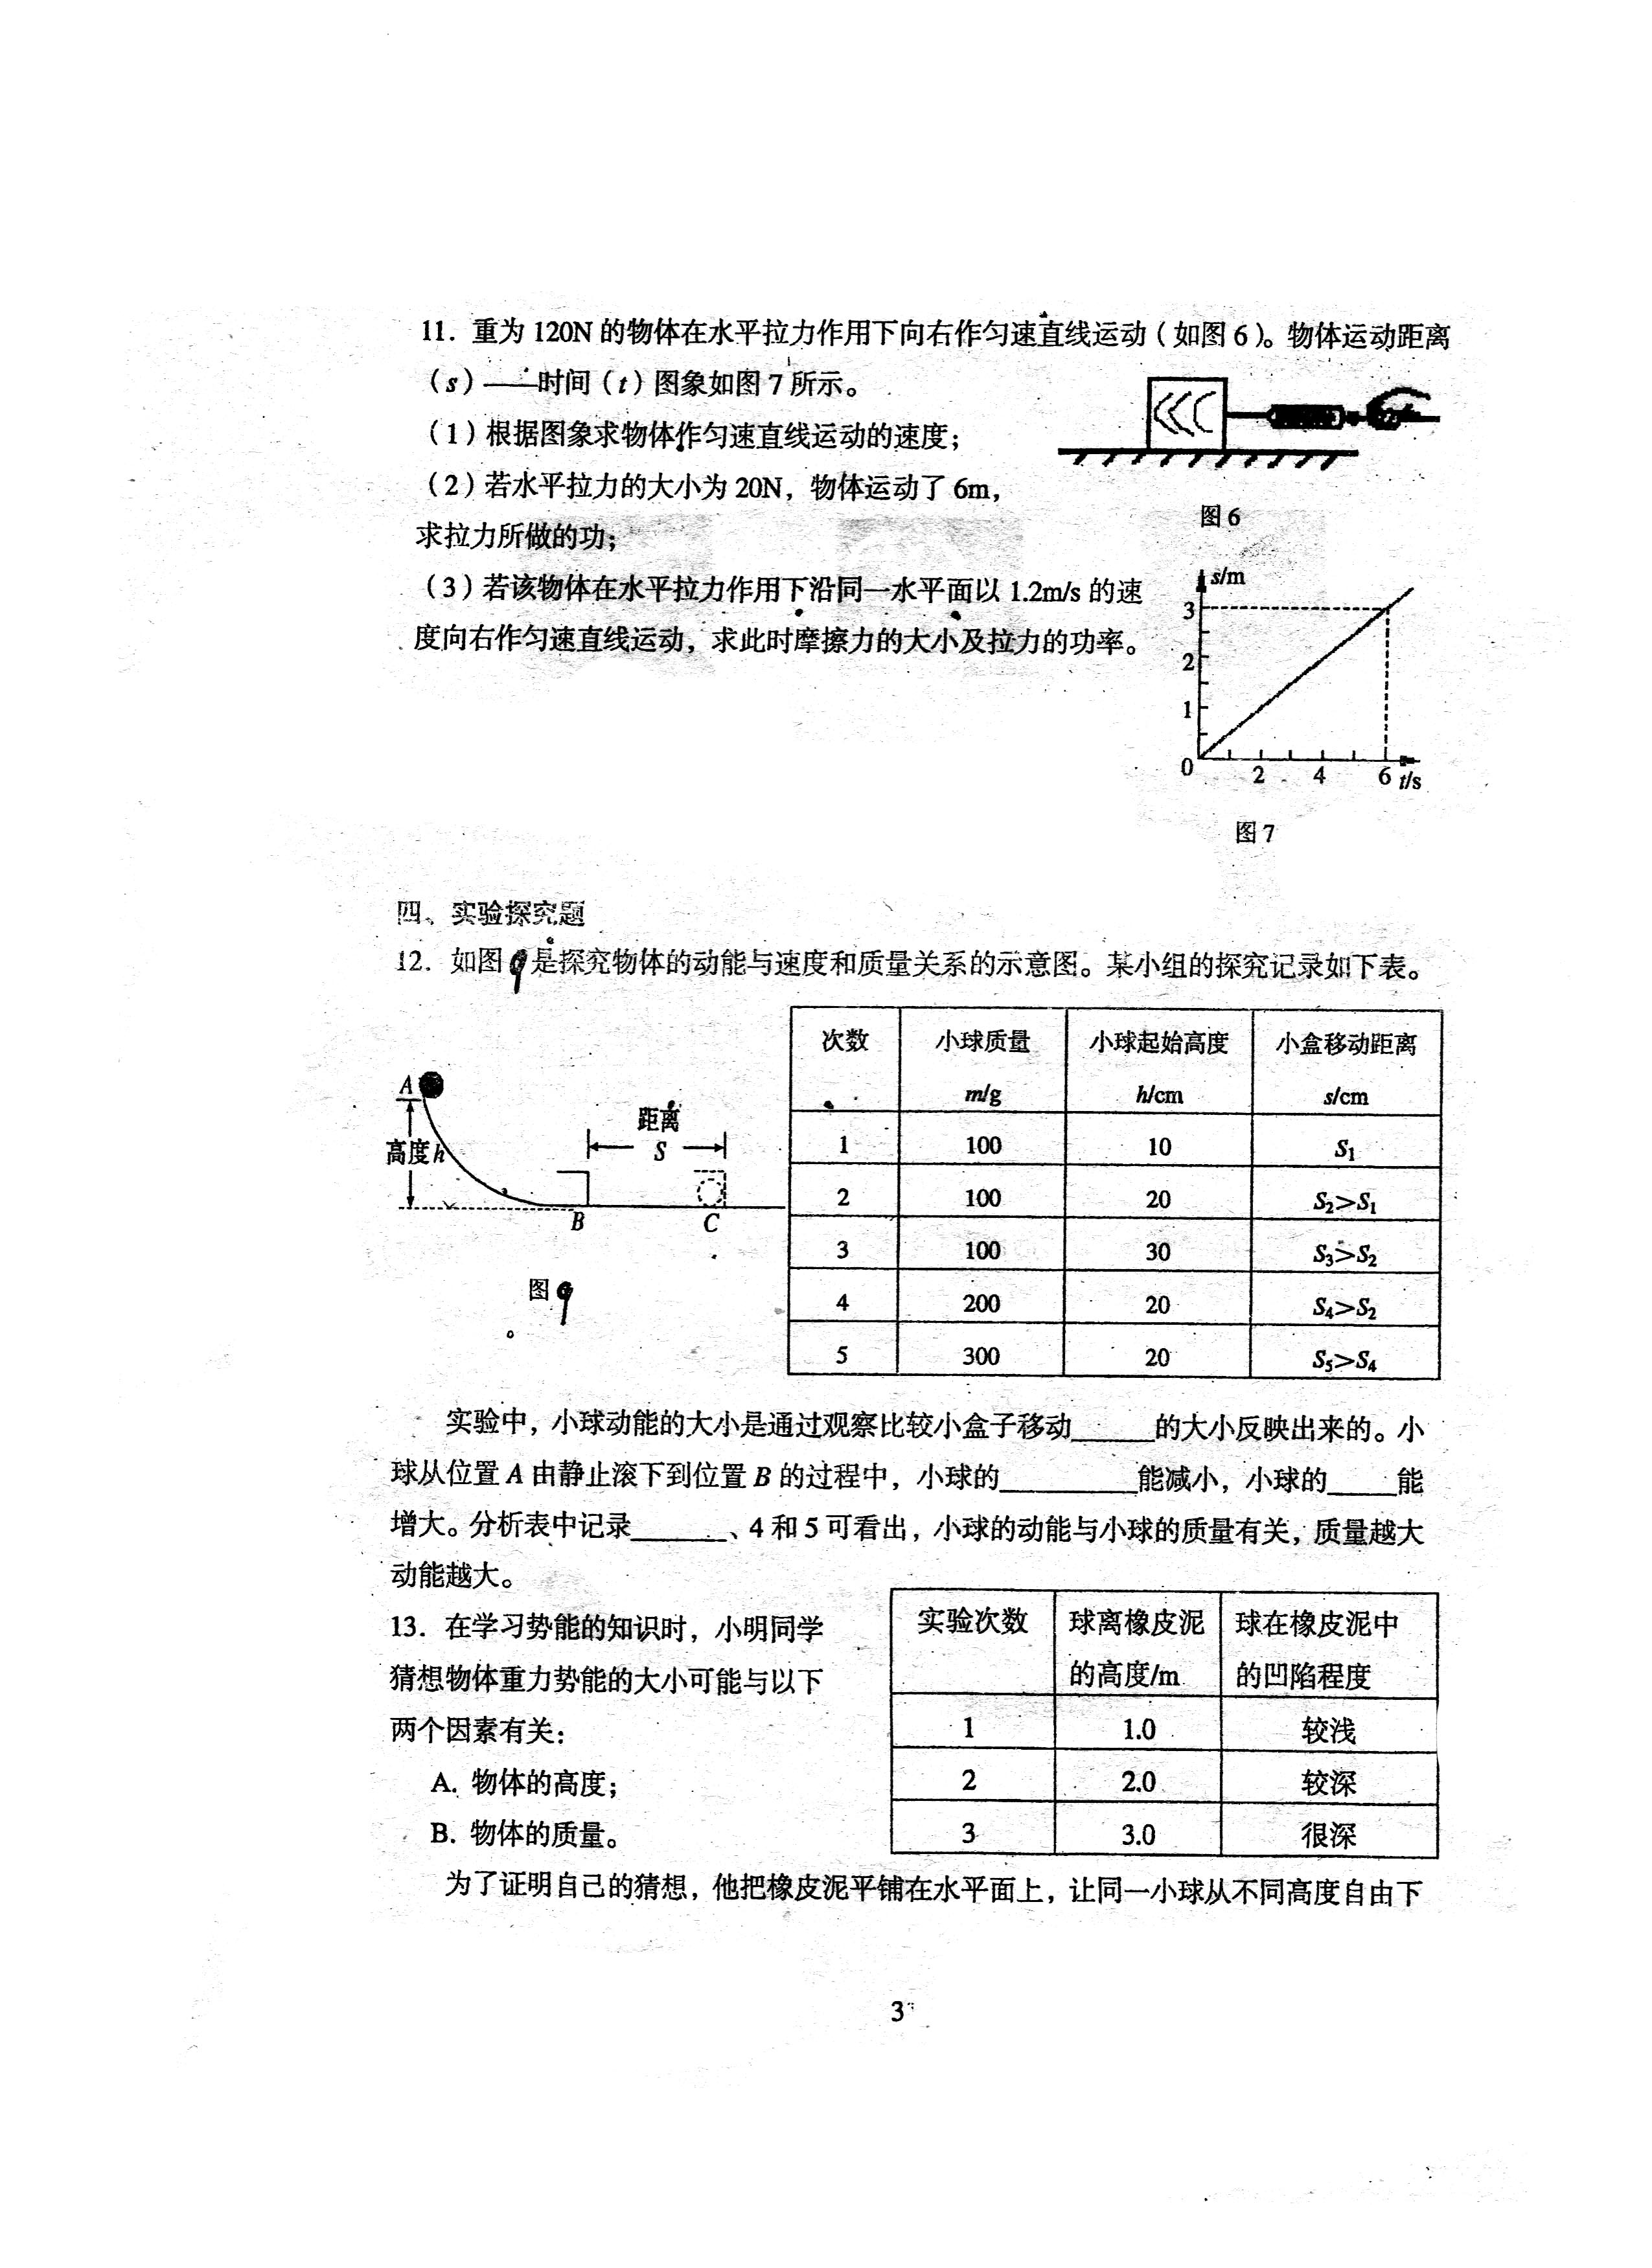 11. 重为 120N 的物体在水平拉力作用下向右作匀速直线运动（如图 6）。物体运动距离
（s）——时间（t）图象如图 7 所示。
（1）根据图象求物体作匀速直线运动的速度；
（2）若水平拉力的大小为 20N，物体运动了 6m，
求拉力所做的功；
图 6
（3）若该物体在水平拉力作用下沿同一水平面以 1.2m/s 的速
度向右作匀速直线运动，求此时摩擦力的大小及拉力的功率。
s/m
3
2
1
0 2 4 6 t/s
图 7
四、实验探究题
12. 如图9是探究物体的动能与速度和质量关系的示意图。某小组的探究记录如下表。
A
高度h
距离
S
B C
图9
次数 小球质量 小球起始高度 小盒移动距离
m/g h/cm s/cm
1 100 10 S1
2 100 20 S2>S1
3 100 30 S3>S2
4 200 20 S4>S2
5 300 20 S5>S4
实验中，小球动能的大小是通过观察比较小盒子移动______的大小反映出来的。小
球从位置 A 由静止滚下到位置 B 的过程中，小球的__________能减小，小球的_____能
增大。分析表中记录_______、4 和 5 可看出，小球的动能与小球的质量有关，质量越大
动能越大。
13. 在学习势能的知识时，小明同学
猜想物体重力势能的大小可能与以下
两个因素有关：
A. 物体的高度；
B. 物体的质量。
实验次数 球离橡皮泥 球在橡皮泥中
的高度/m 的凹陷程度
1 1.0 较浅
2 2.0 较深
3 3.0 很深
为了证明自己的猜想，他把橡皮泥平铺在水平面上，让同一小球从不同高度自由下
3